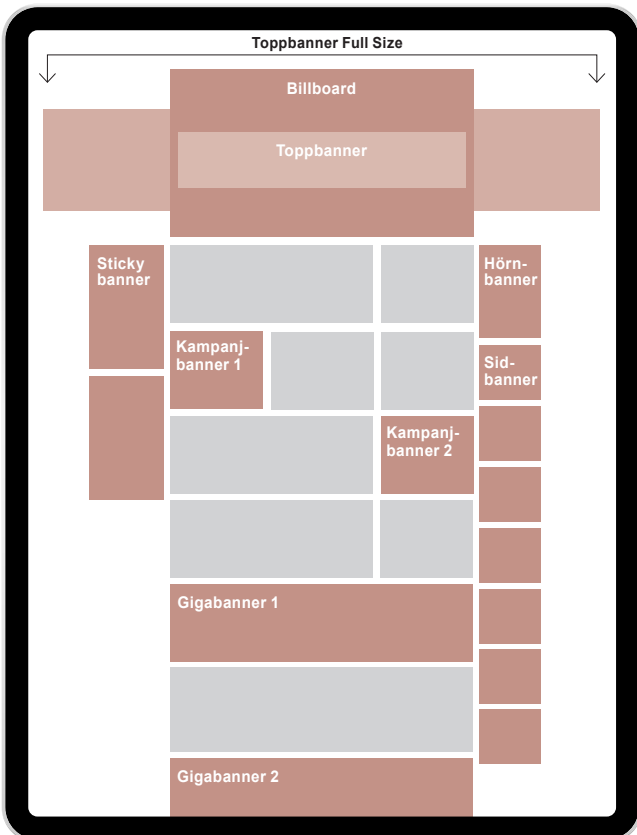 Toppbanner Full Size
Billboard
Toppbanner
Sticky
banner
Hörn-
banner
Kampanj-
banner 1
Sid-
banner
Kampanj-
banner 2
Gigabanner 1
Gigabanner 2